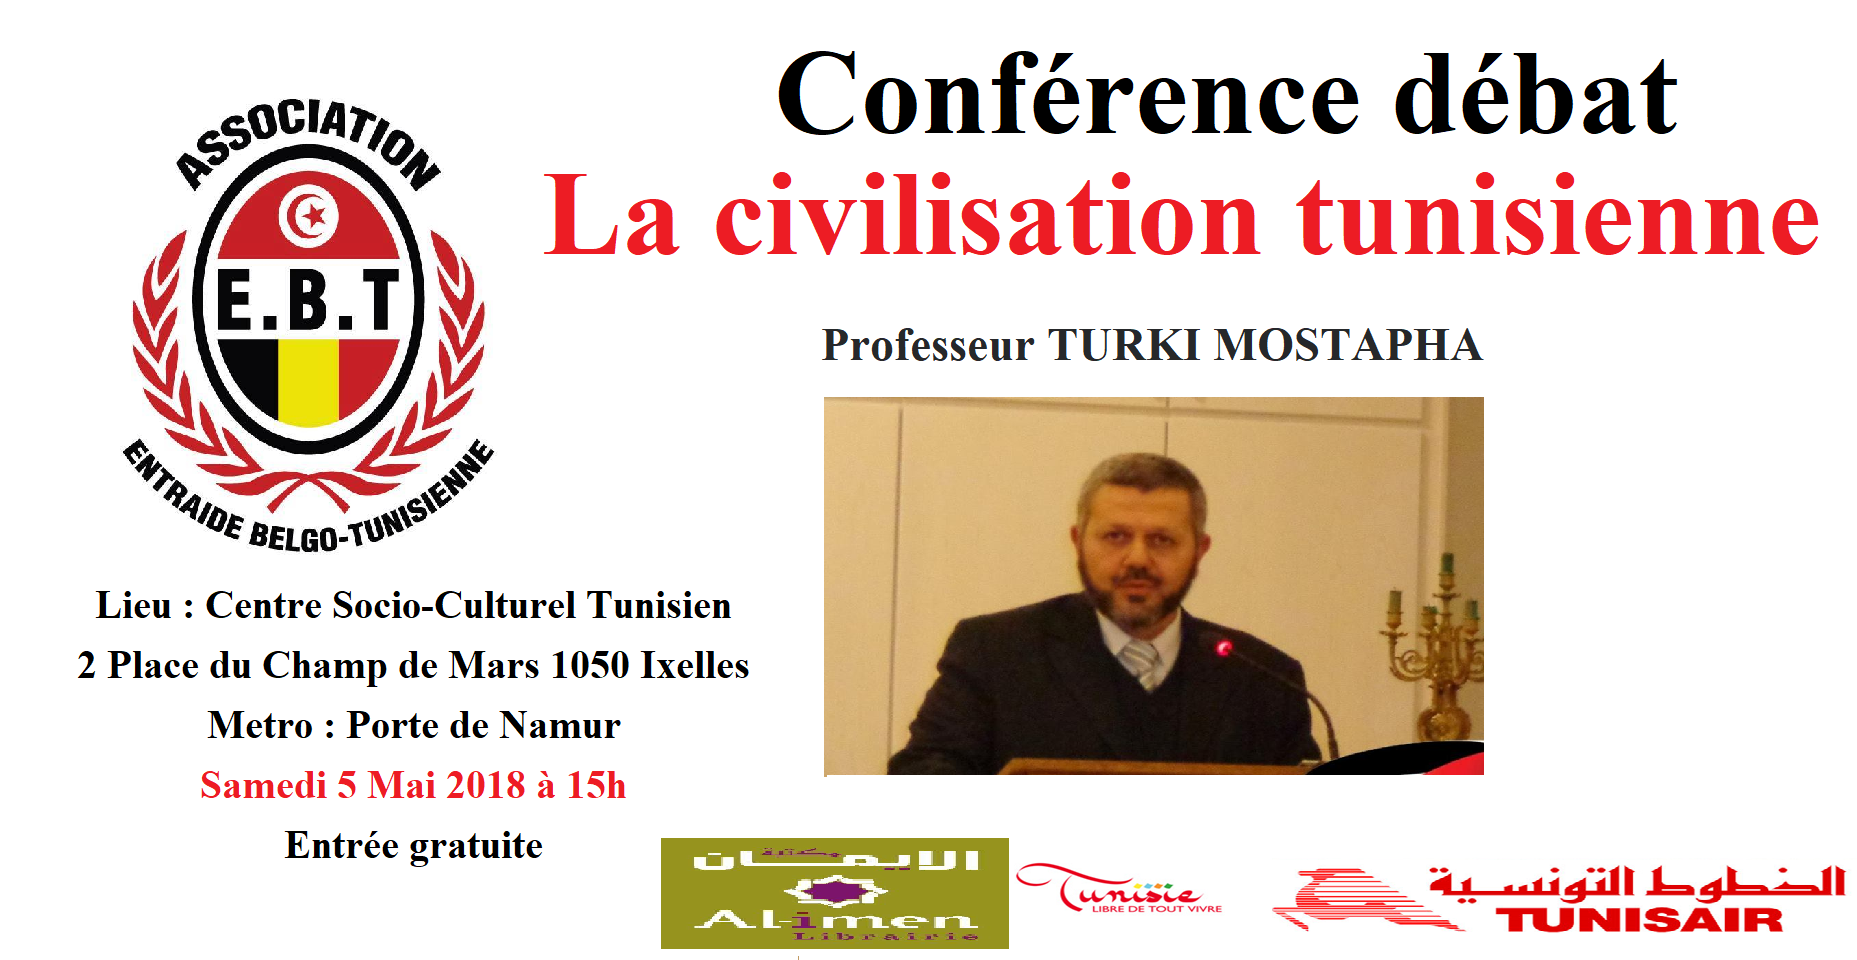 Conférence débat
La civilisation tunisienne
Professeur TURKI MOSTAPHA
ASSOCIATION
E.B.T
ENTRAIDE BELGO-TUNISIENNE
Lieu : Centre Socio-Culturel Tunisien
2 Place du Champ de Mars 1050 Ixelles
Metro : Porte de Namur
Samedi 5 Mai 2018 à 15h
Entrée gratuite
مكتبة
الايمان
Al-imen
Librairie
Tunisie
LIBRE DE TOUT VIVRE
الخطوط التونسية
TUNISAIR